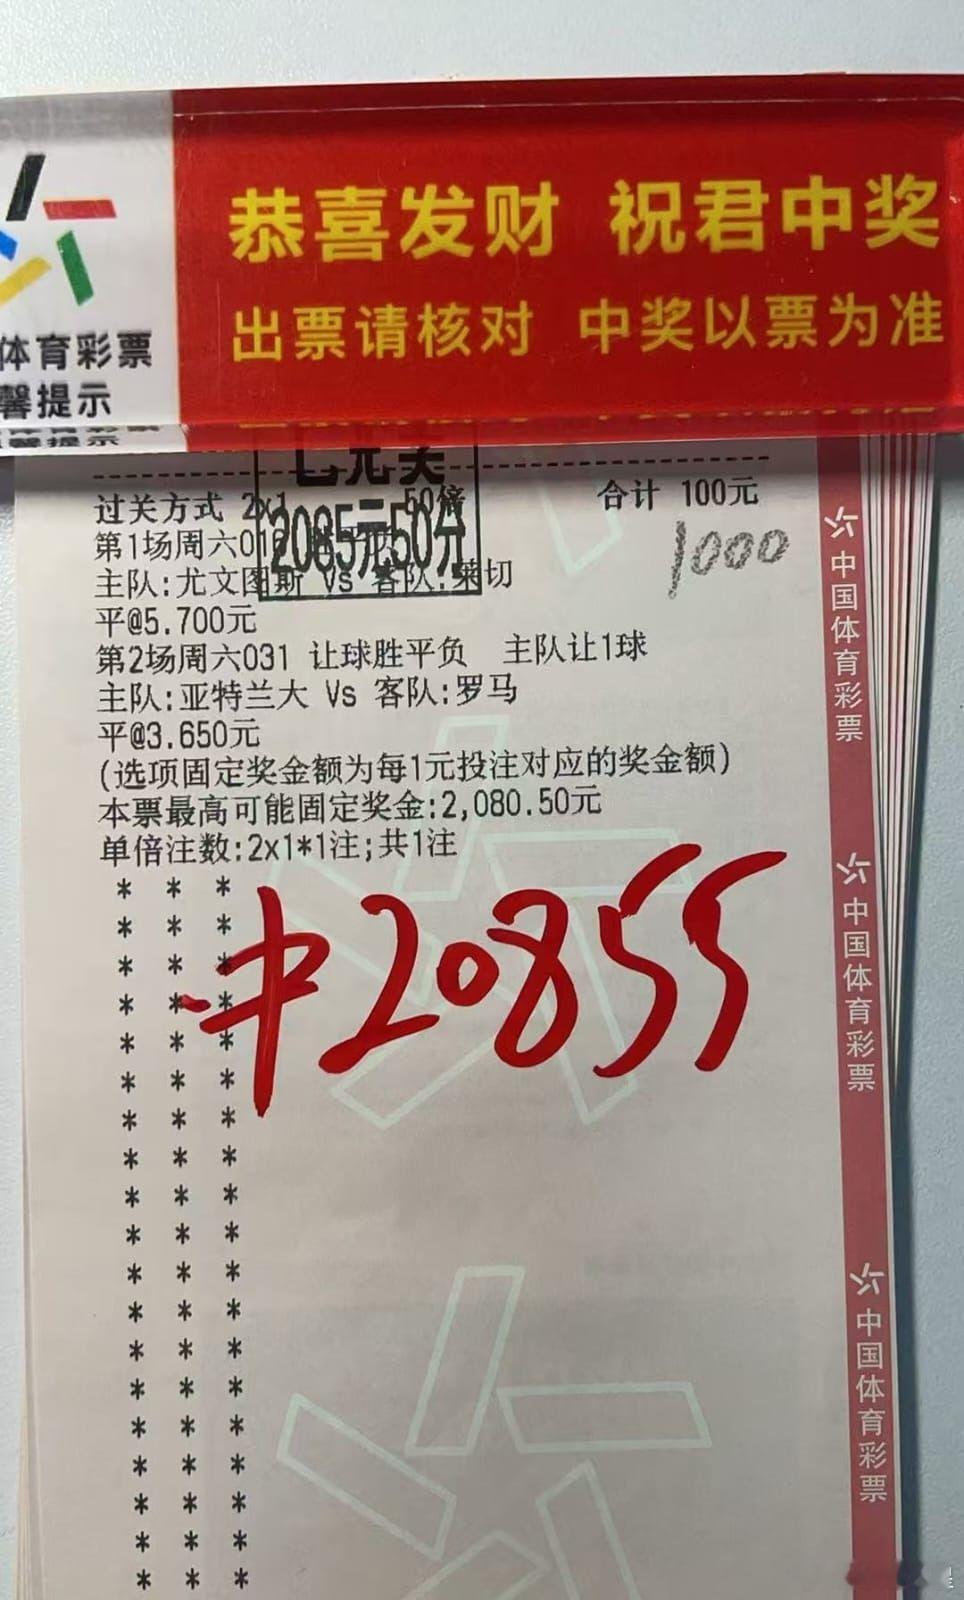 恭喜发财 祝君中奖
出票请核对 中奖以票为准
体育彩票
馨提示
已兑奖
2085元50分
过关方式 2x1 50倍 合计 100元
1000
第1场周六01
主队:尤文图斯 Vs 客队:莱切
平@5.700元
第2场周六031 让球胜平负 主队让1球
主队:亚特兰大 Vs 客队:罗马
平@3.650元
(选项固定奖金额为每1元投注对应的奖金额)
本票最高可能固定奖金:2,080.50元
单倍注数:2x1*1注;共1注
中20855
中国体育彩票
中国体育彩票
中国体育彩票